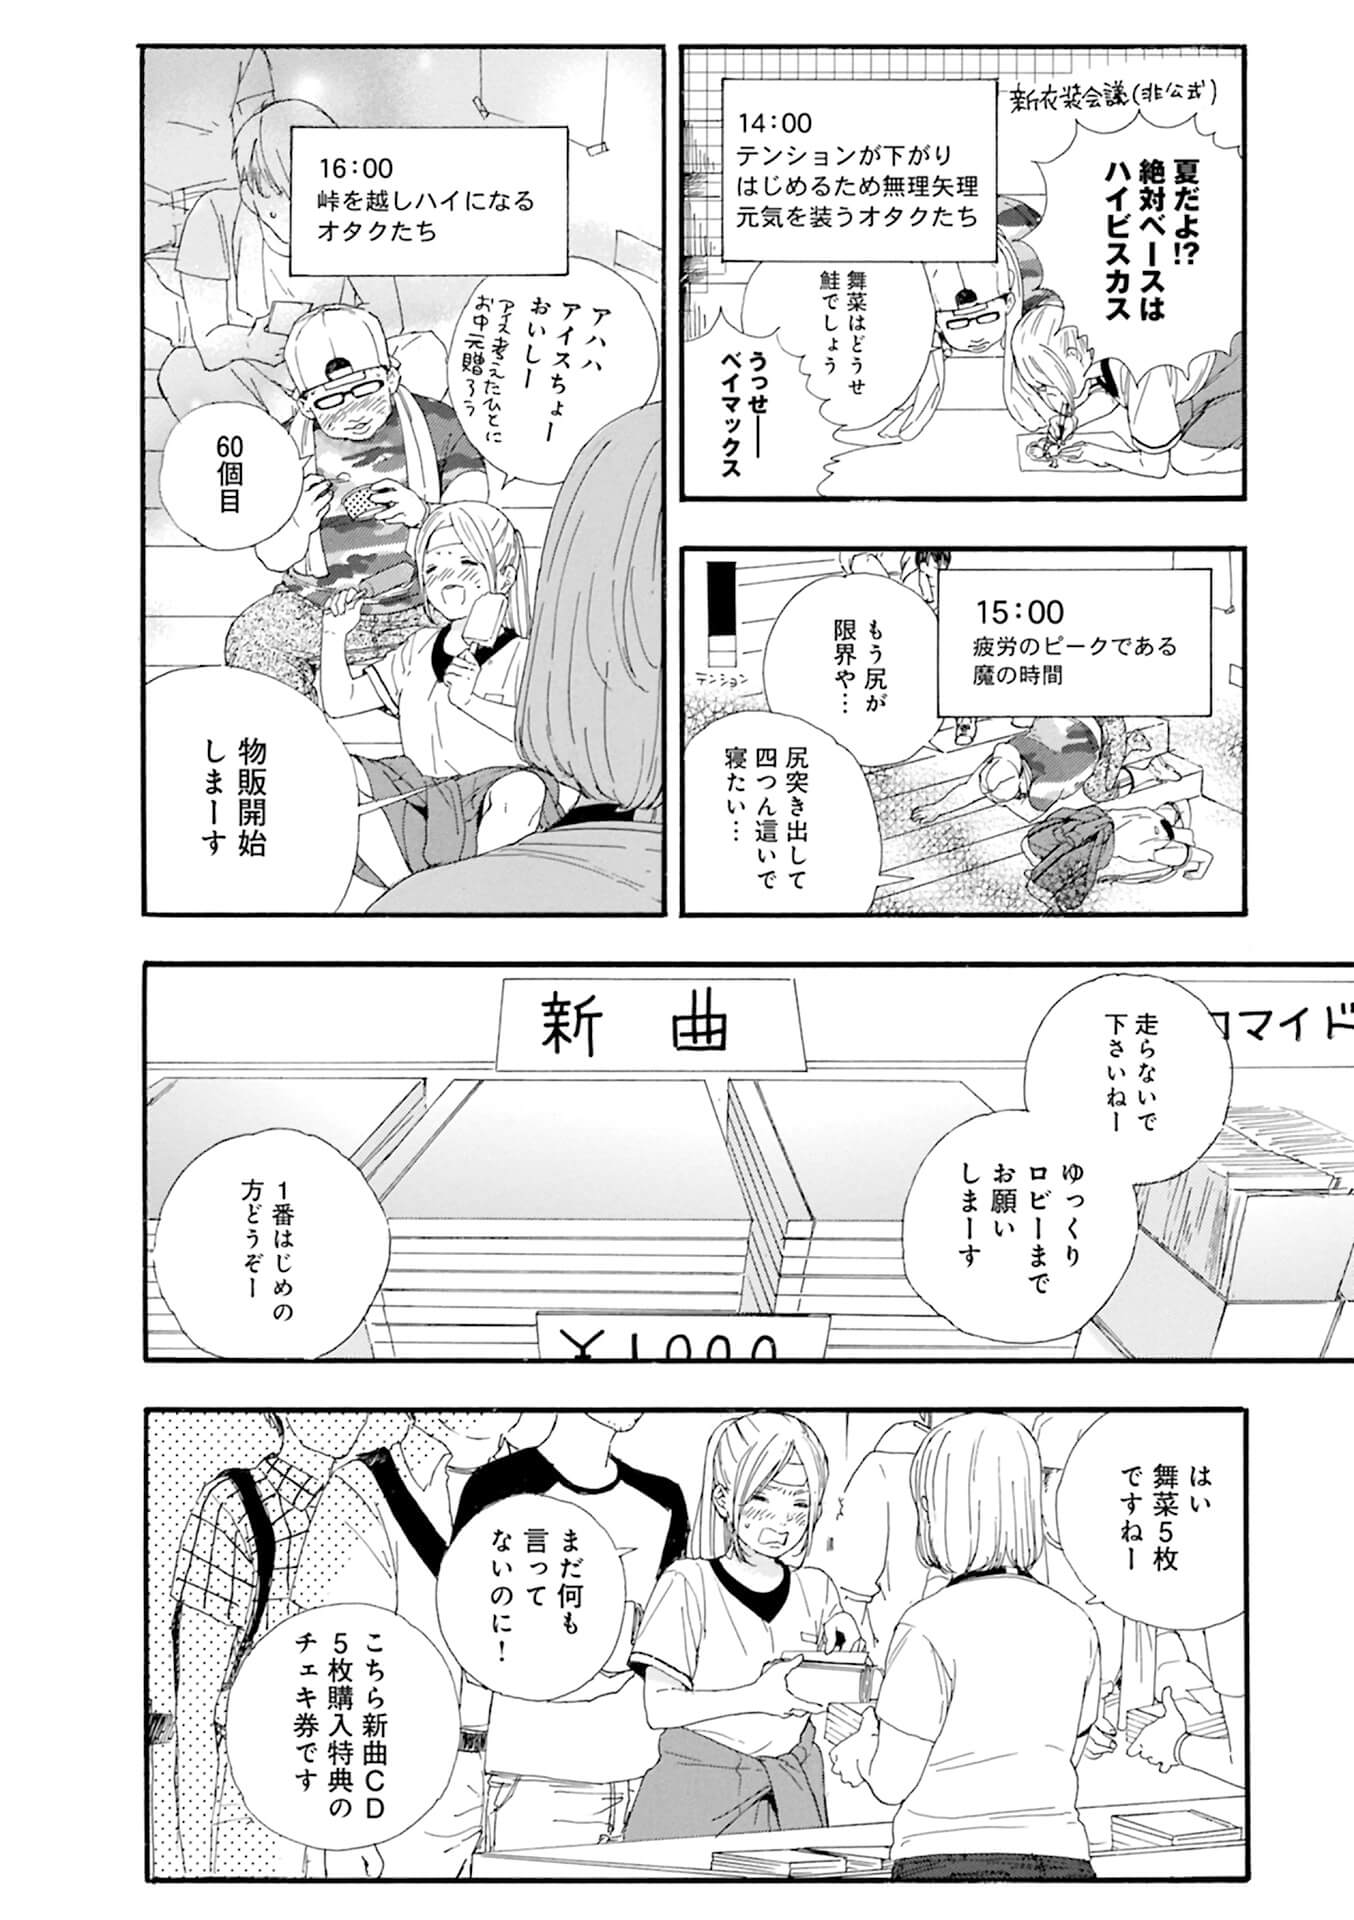 新衣装会議(非公式)
夏だよ!?
絶対ベースは
ハイビスカス
14:00
テンションが下がり
はじめるため無理矢理
元気を装うオタクたち
舞菜はどうせ
鮭でしょう
うっせー
ベイマックス
15:00
疲労のピークである
魔の時間
もう尻が
限界や…
尻突き出して
四つん這いで
寝たい…
テンション
16:00
峠を越しハイになる
オタクたち
アハハ
アイスちょー
おいしー
アイス考えたひとに
お中元贈ろう
60個目
物販開始
しまーす
走らないで
下さいねー
ゆっくり
ロビーまで
お願い
しまーす
ロマイド
新曲
¥1000
1番はじめの
方どうぞー
はい
舞菜5枚
ですねー
まだ何も
言って
ないのに!
こちら新曲CD
5枚購入特典の
チェキ券です